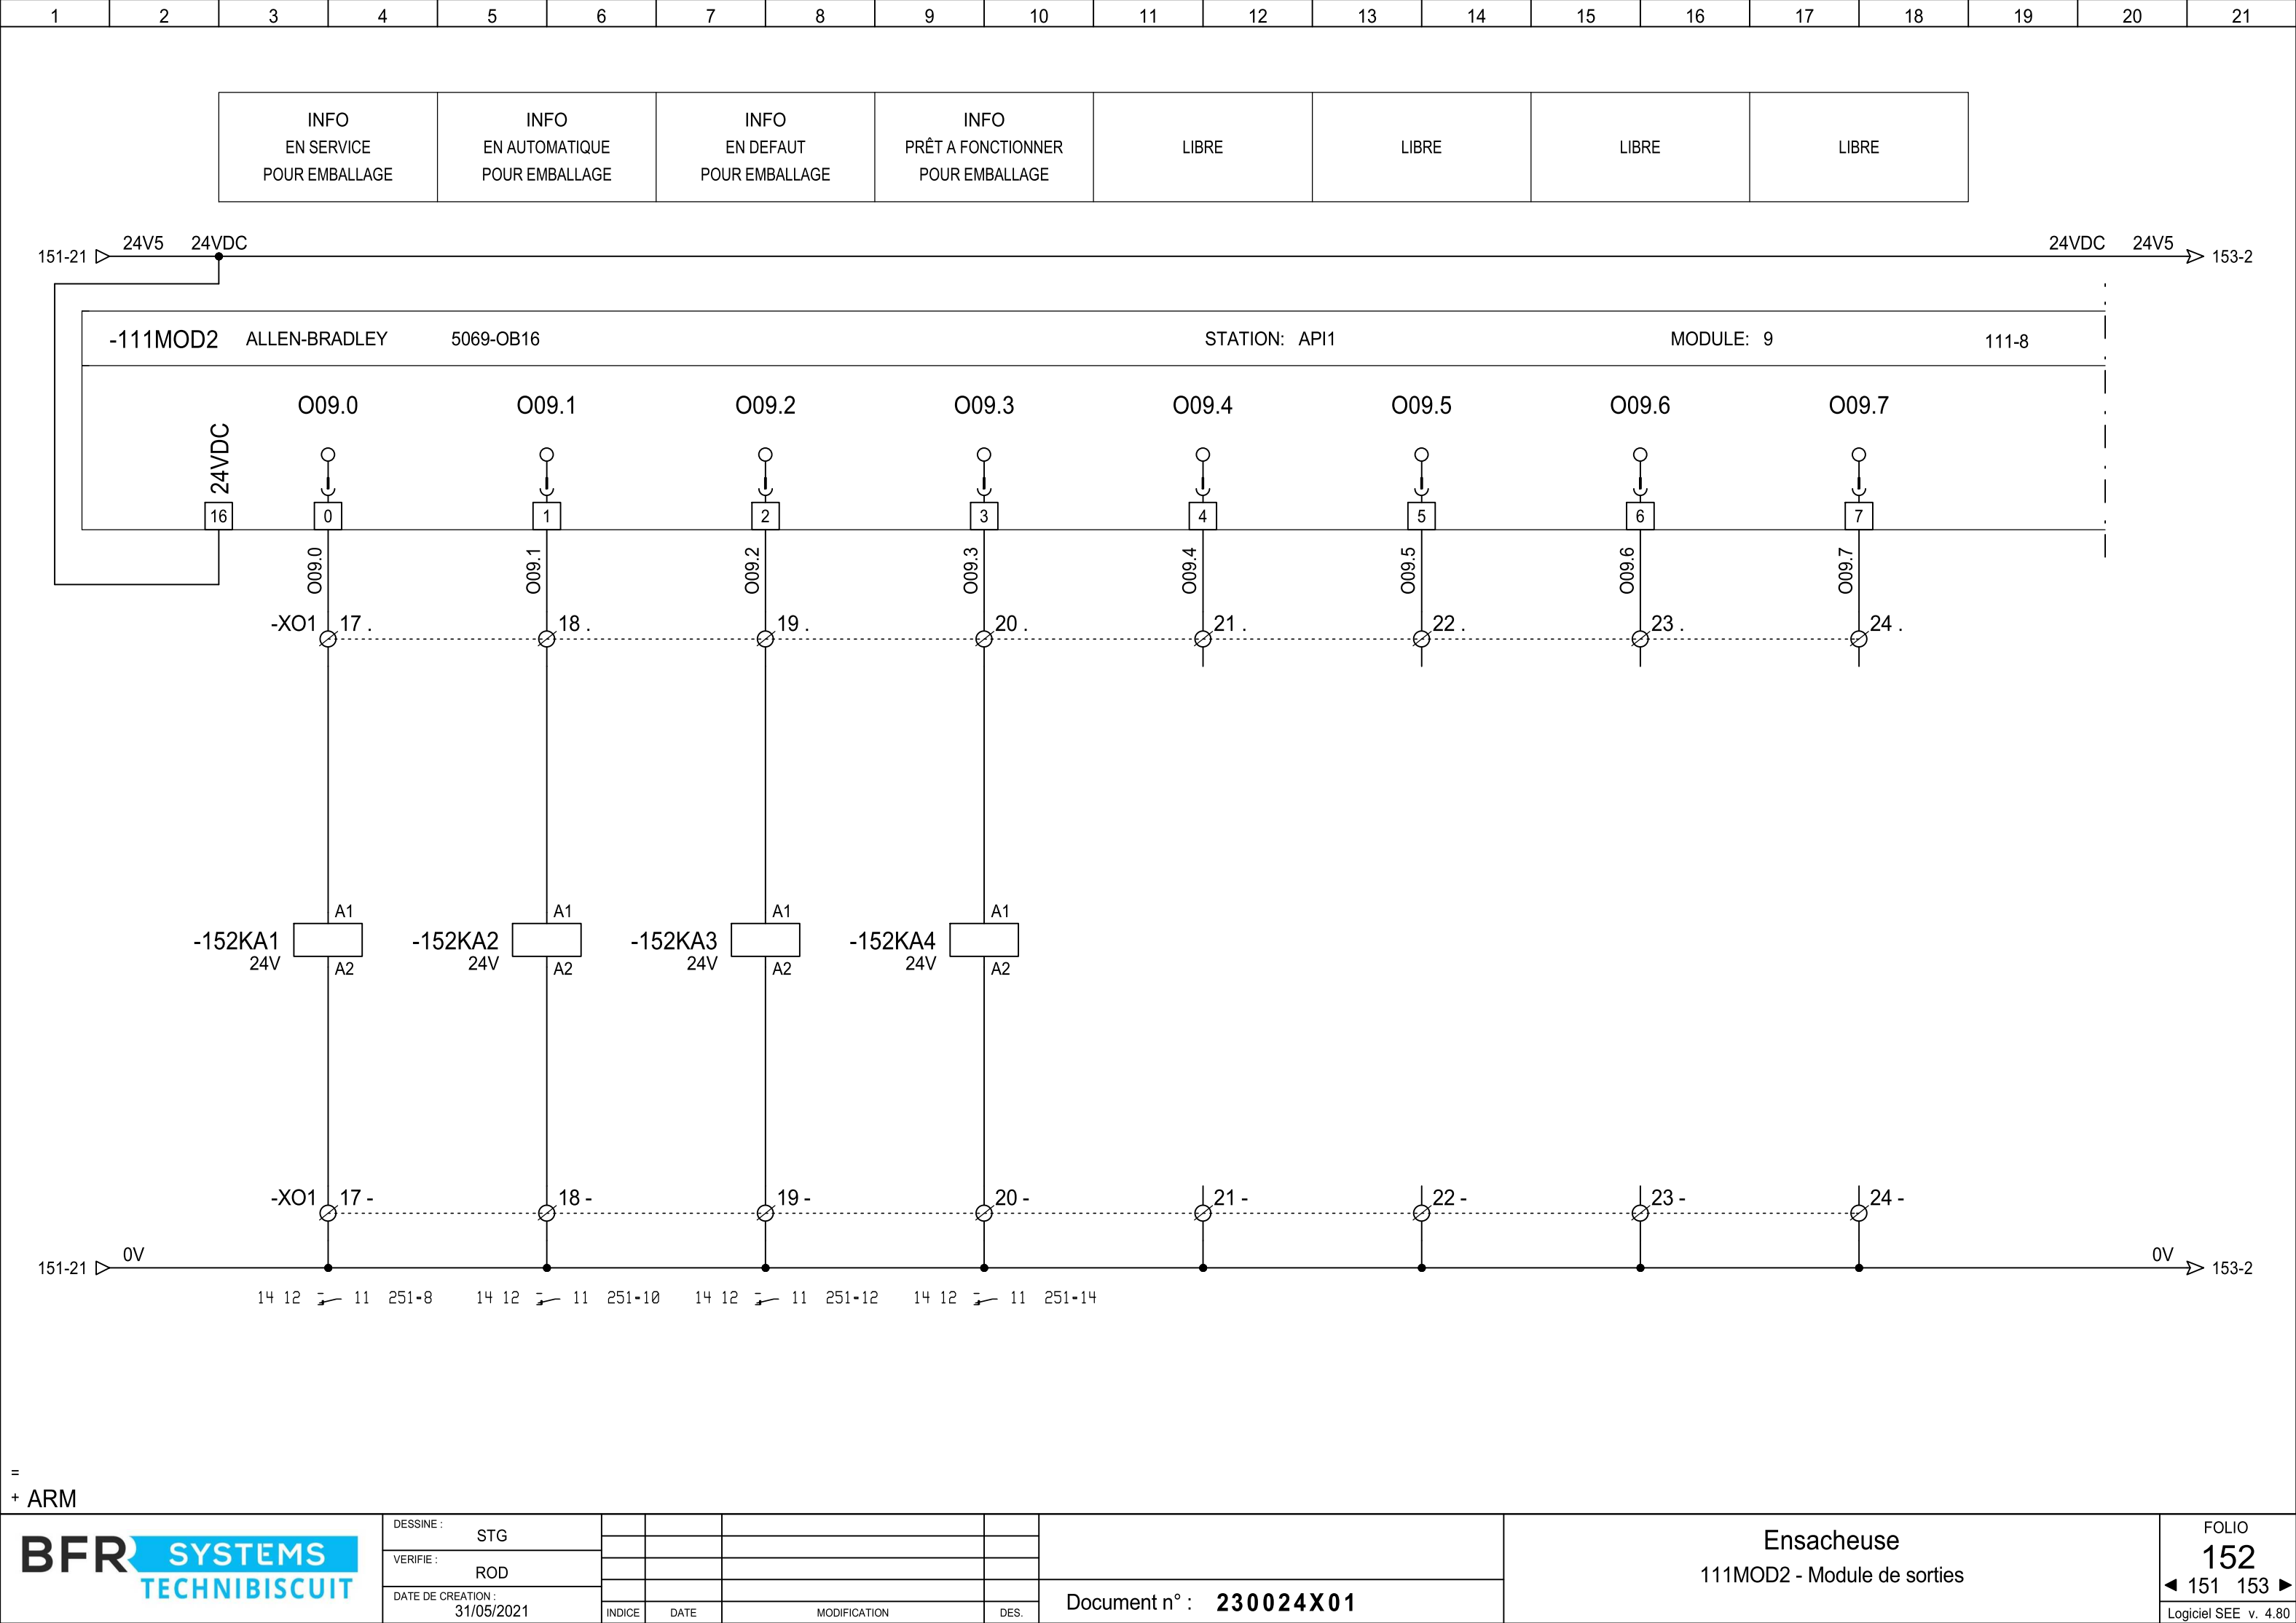 1 2 3 4 5 6 7 8 9 10 11 12 13 14 15 16 17 18 19 20 21
INFO INFO INFO INFO
EN SERVICE EN AUTOMATIQUE EN DEFAUT PRÊT A FONCTIONNER LIBRE LIBRE LIBRE LIBRE
POUR EMBALLAGE POUR EMBALLAGE POUR EMBALLAGE POUR EMBALLAGE
24V5 24VDC 24VDC 24V5
151-21 153-2
-111MOD2 ALLEN-BRADLEY 5069-OB16 STATION: API1 MODULE: 9 111-8
O09.0 O09.1 O09.2 O09.3 O09.4 O09.5 O09.6 O09.7
24VDC
16 0 1 2 3 4 5 6 7
O09.0 O09.1 O09.2 O09.3 O09.4 O09.5 O09.6 O09.7
-XO1 17 . 18 . 19 . 20 . 21 . 22 . 23 . 24 .
A1 A1 A1 A1
-152KA1 -152KA2 -152KA3 -152KA4
24V A2 24V A2 24V A2 24V A2
-XO1 17 - 18 - 19 - 20 - 21 - 22 - 23 - 24 -
0V 0V
151-21 153-2
14 12 11 251-8 14 12 11 251-10 14 12 11 251-12 14 12 11 251-14
=
+ ARM
BFR SYSTEMS
TECHNIBISCUIT
DESSINE :
STG
VERIFIE :
ROD
DATE DE CREATION :
31/05/2021
INDICE DATE MODIFICATION DES.
Document n° : 230024X01
Ensacheuse
111MOD2 - Module de sorties
FOLIO
152
◄ 151 153 ►
Logiciel SEE v. 4.80